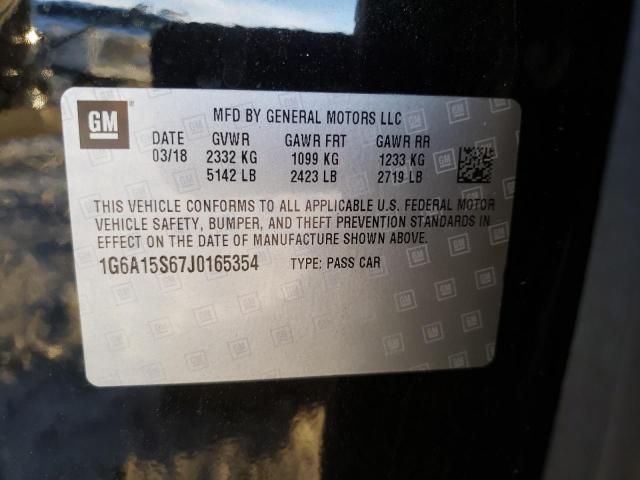 GM ®
MFD BY GENERAL MOTORS LLC
DATE GVWR GAWR FRT GAWR RR
03/18 2332 KG 1099 KG 1233 KG
5142 LB 2423 LB 2719 LB
THIS VEHICLE CONFORMS TO ALL APPLICABLE U.S. FEDERAL MOTOR
VEHICLE SAFETY, BUMPER, AND THEFT PREVENTION STANDARDS IN
EFFECT ON THE DATE OF MANUFACTURE SHOWN ABOVE.
1G6A15S67J0165354 TYPE: PASS CAR